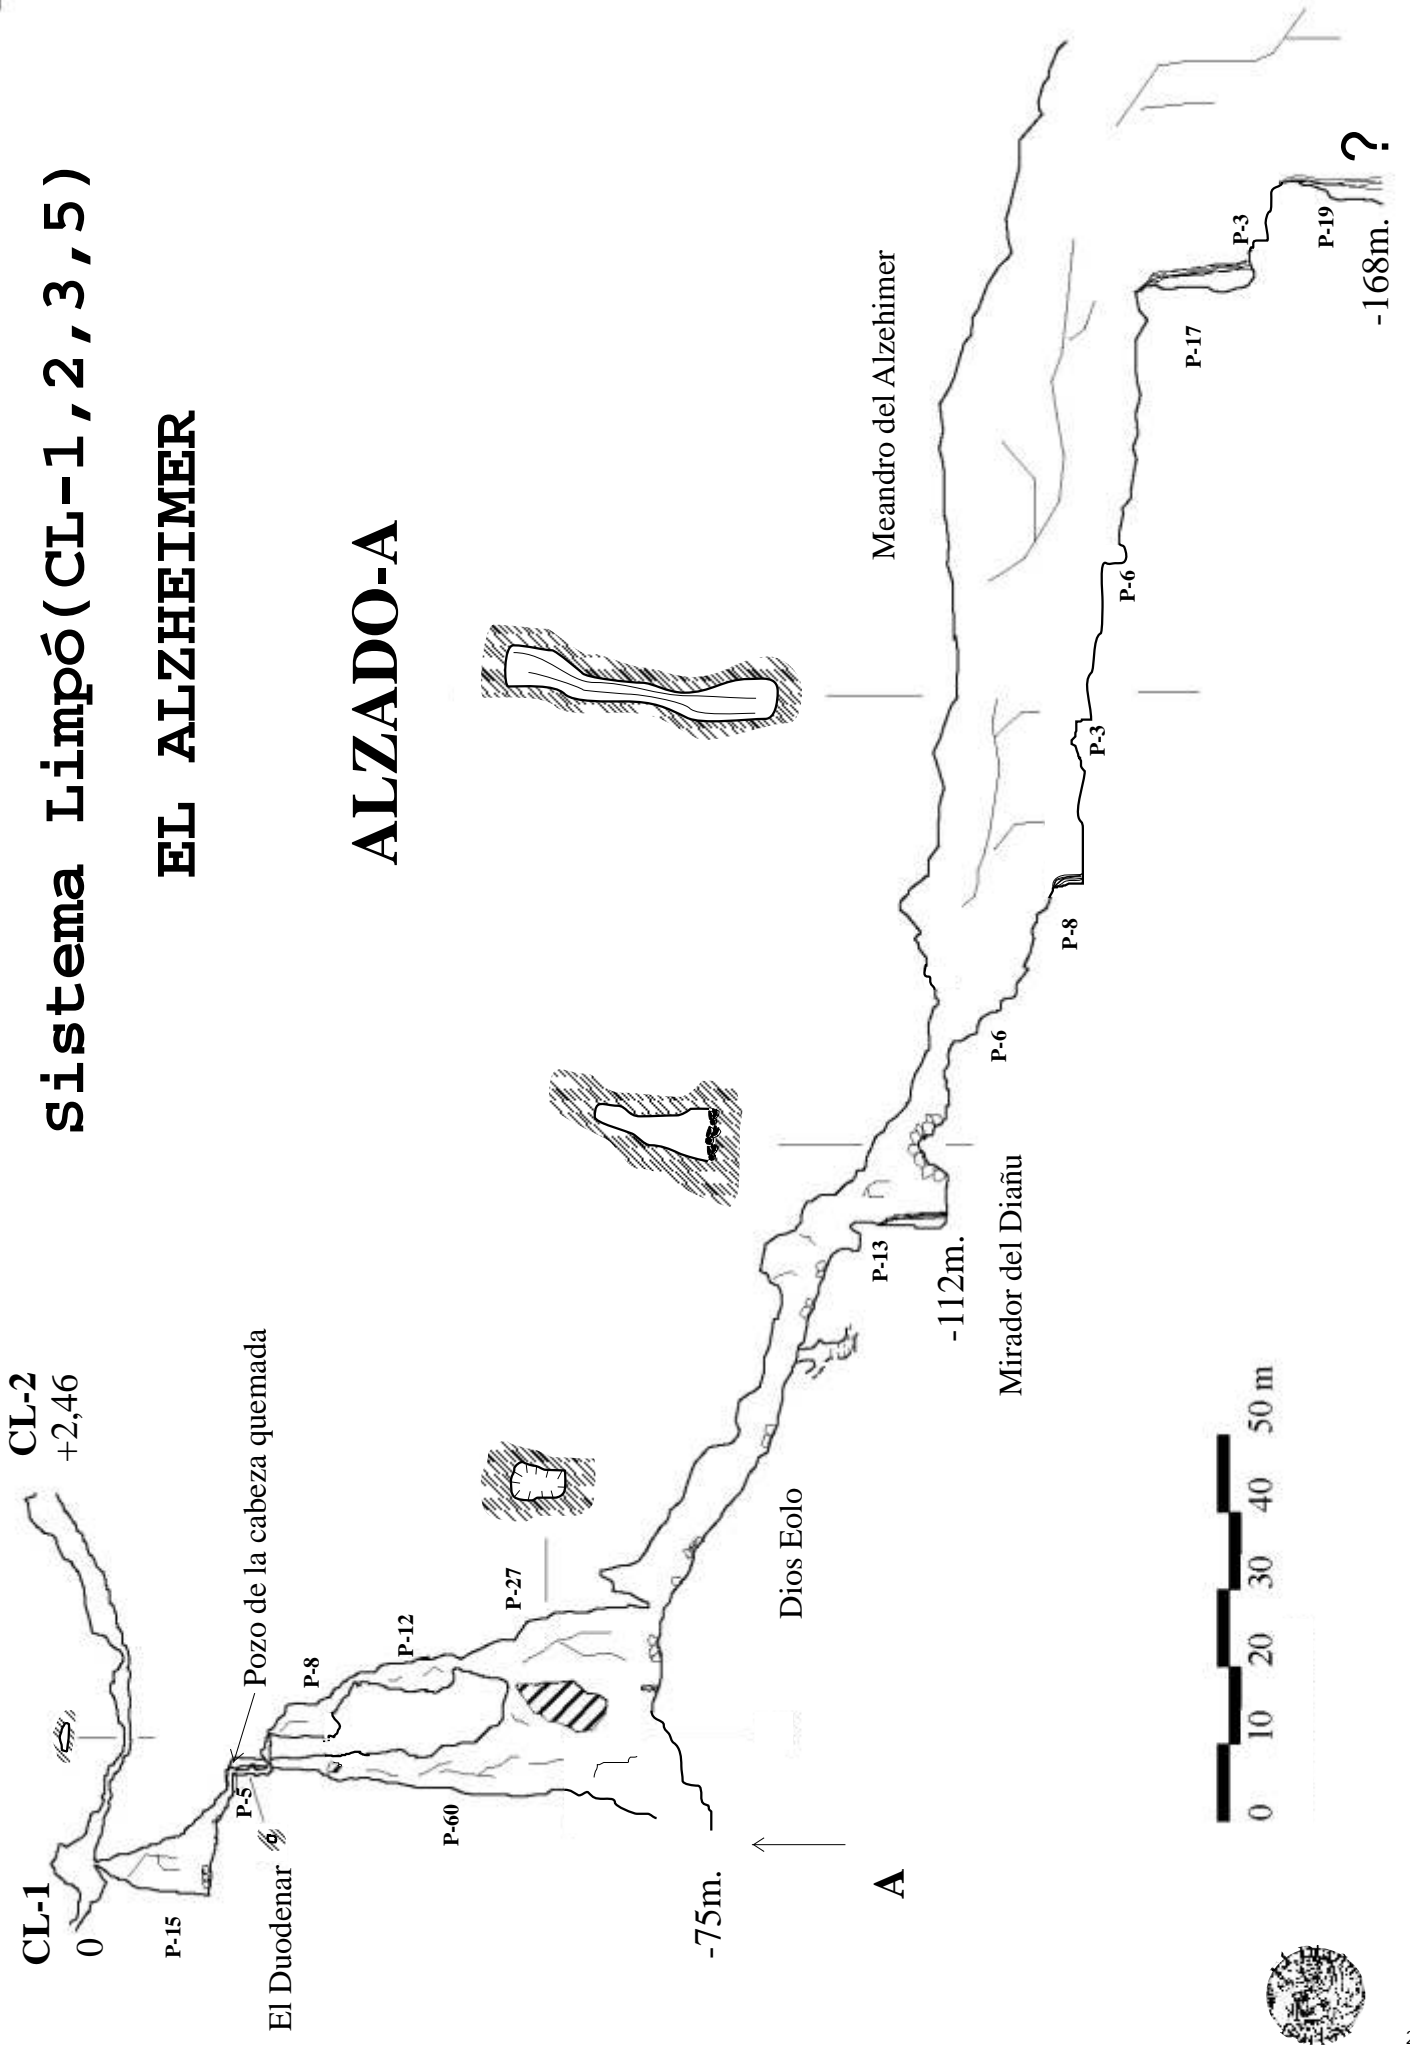 Sistema Limpó(CL-1,2,3,5)
EL ALZHEIMER
ALZADO-A
CL-1
0
CL-2
+2,46
P-15
El Duodenar
P-5
Pozo de la cabeza quemada
P-8
P-12
P-60
P-27
-75m.
A
Dios Eolo
P-13
-112m.
Mirador del Diañu
P-6
P-8
P-3
P-6
Meandro del Alzehimer
P-17
P-3
P-19
-168m.
?
0 10 20 30 40 50 m
2